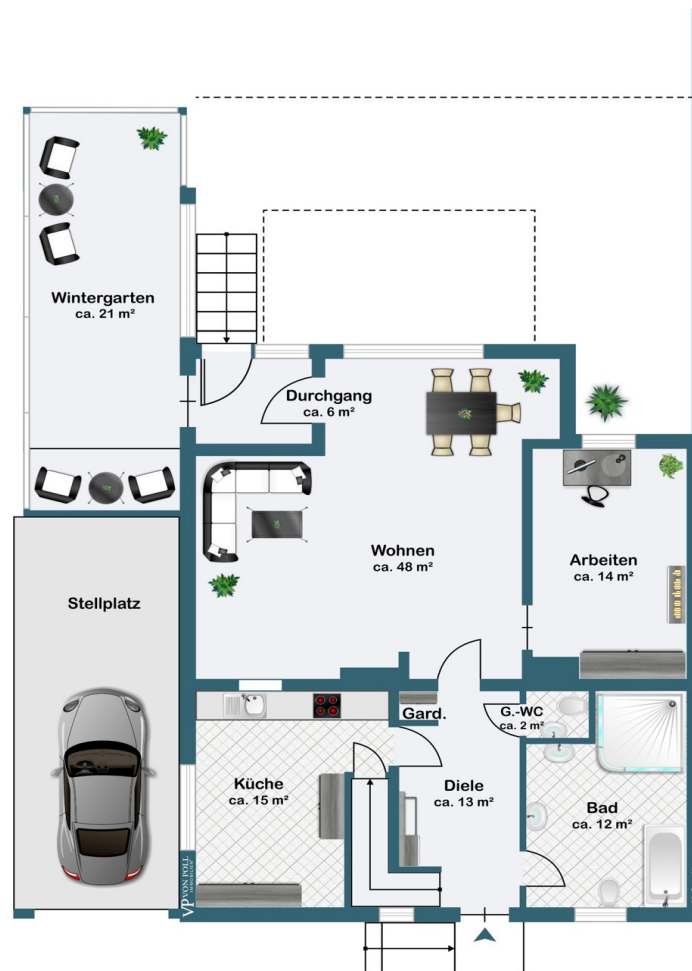 Wintergarten
ca. 21 m²
Durchgang
ca. 6 m²
Wohnen
ca. 48 m²
Arbeiten
ca. 14 m²
Stellplatz
Gard.
G.-WC
ca. 2 m²
Küche
ca. 15 m²
Diele
ca. 13 m²
Bad
ca. 12 m²
VP VON POLL
IMMOBILIEN